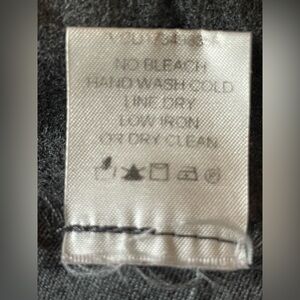 NO BLEACH
HAND WASH COLD
LINE DRY
LOW IRON
OR DRY CLEAN